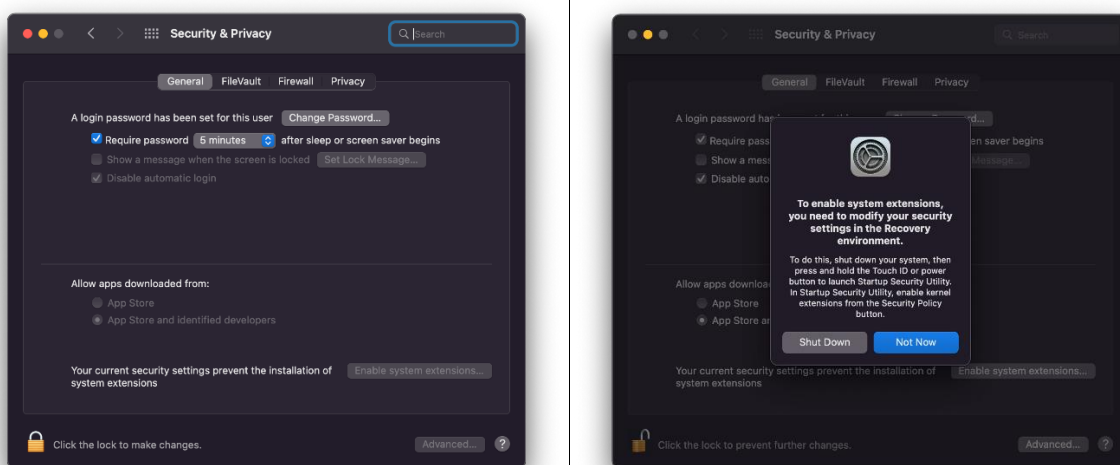 Security & Privacy
Search
General FileVault Firewall Privacy
A login password has been set for this user Change Password...
Require password 5 minutes after sleep or screen saver begins
Show a message when the screen is locked Set Lock Message...
Disable automatic login
Allow apps downloaded from:
App Store
App Store and identified developers
Your current security settings prevent the installation of Enable system extensions...
system extensions
Click the lock to make changes.
Advanced... ?
Security & Privacy
Search
General FileVault Firewall Privacy
A login password has
d...
Require pass
en saver begins
Show a mess
Message...
Disable auto
To enable system extensions,
you need to modify your security
settings in the Recovery
environment.
To do this, shut down your system, then
press and hold the Touch ID or power
button to launch Startup Security Utility.
In Startup Security Utility, enable kernel
extensions from the Security Policy
button.
Shut Down Not Now
Allow apps downloa
App Store
App Store an
Your current security settings prevent the installation of Enable system extensions...
system extensions
Click the lock to prevent further changes.
Advanced... ?